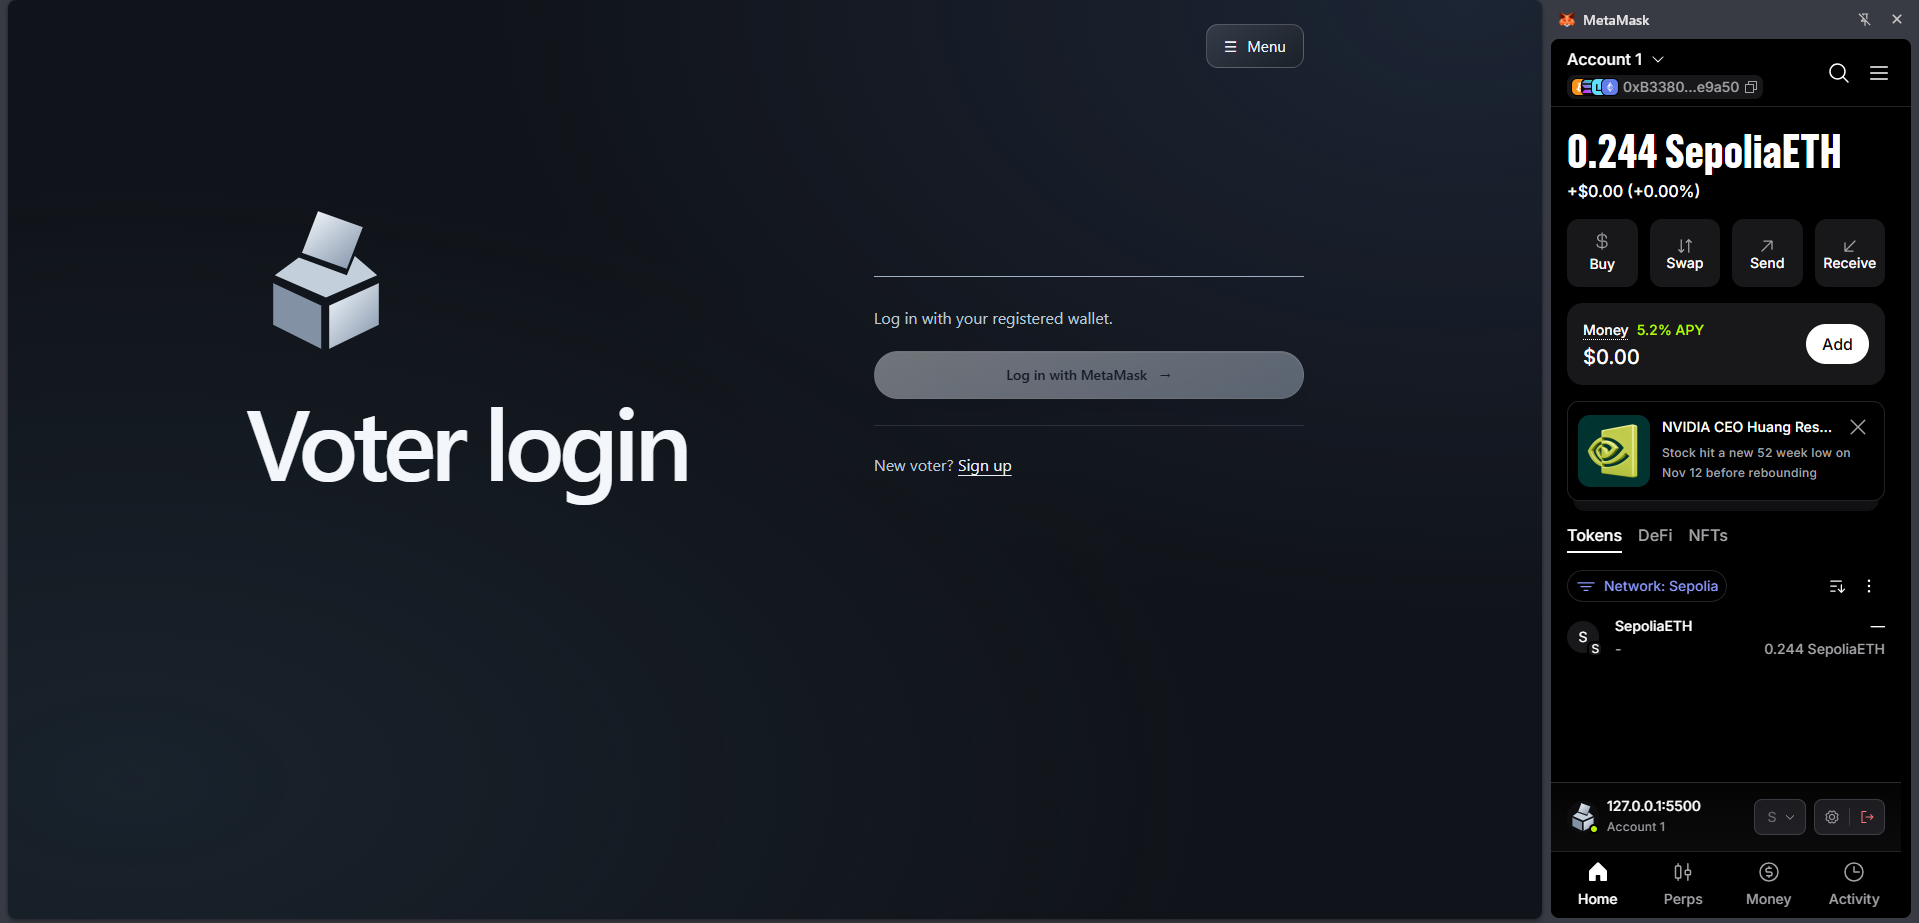 ☰ Menu
Voter login
Log in with your registered wallet.
Log in with MetaMask →
New voter? Sign up
MetaMask
Account 1
0xB3380...e9a50
0.244 SepoliaETH
+$0.00 (+0.00%)
$
Buy
Swap
Send
Receive
Money 5.2% APY
$0.00
Add
NVIDIA CEO Huang Res...
Stock hit a new 52 week low on
Nov 12 before rebounding
Tokens DeFi NFTs
Network: Sepolia
S
S
SepoliaETH —
- 0.244 SepoliaETH
127.0.0.1:5500
Account 1
S
Home Perps Money Activity